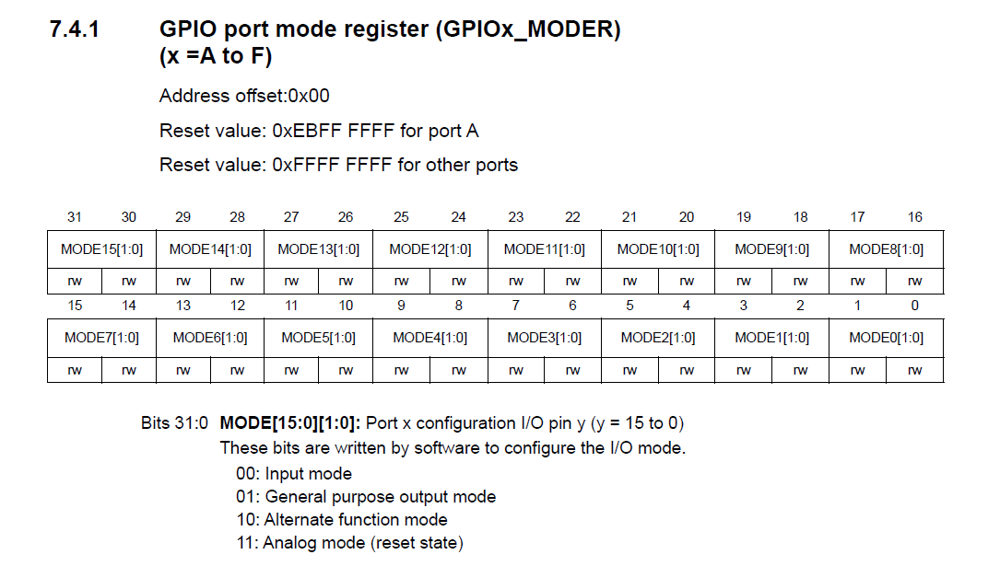 7.4.1 GPIO port mode register (GPIOx_MODER)
(x =A to F)
Address offset:0x00
Reset value: 0xEBFF FFFF for port A
Reset value: 0xFFFF FFFF for other ports
31 30 29 28 27 26 25 24 23 22 21 20 19 18 17 16
MODE15[1:0] MODE14[1:0] MODE13[1:0] MODE12[1:0] MODE11[1:0] MODE10[1:0] MODE9[1:0] MODE8[1:0]
rw rw rw rw rw rw rw rw rw rw rw rw rw rw rw rw
15 14 13 12 11 10 9 8 7 6 5 4 3 2 1 0
MODE7[1:0] MODE6[1:0] MODE5[1:0] MODE4[1:0] MODE3[1:0] MODE2[1:0] MODE1[1:0] MODE0[1:0]
rw rw rw rw rw rw rw rw rw rw rw rw rw rw rw rw
Bits 31:0 MODE[15:0][1:0]: Port x configuration I/O pin y (y = 15 to 0)
These bits are written by software to configure the I/O mode.
00: Input mode
01: General purpose output mode
10: Alternate function mode
11: Analog mode (reset state)